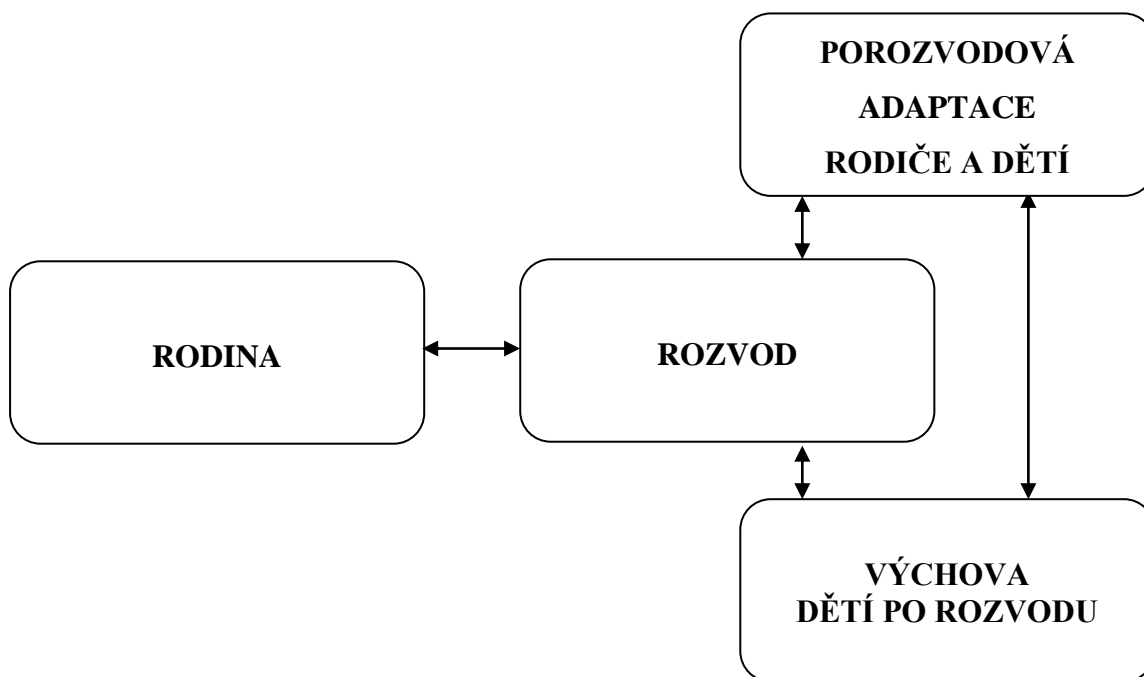 POROZVODOVÁ
ADAPTACE
RODIČE A DĚTÍ
RODINA
ROZVOD
VÝCHOVA
DĚTÍ PO ROZVODU